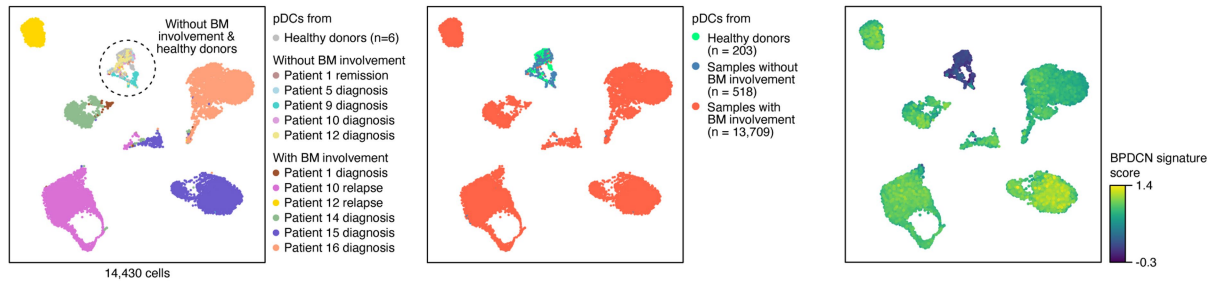 Without BM
involvement &
healthy donors
14,430 cells
pDCs from
Healthy donors (n=6)
Without BM involvement
Patient 1 remission
Patient 5 diagnosis
Patient 9 diagnosis
Patient 10 diagnosis
Patient 12 diagnosis
With BM involvement
Patient 1 diagnosis
Patient 10 relapse
Patient 12 relapse
Patient 14 diagnosis
Patient 15 diagnosis
Patient 16 diagnosis
pDCs from
Healthy donors
(n = 203)
Samples without
BM involvement
(n = 518)
Samples with
BM involvement
(n = 13,709)
BPDCN signature
score
1.4
-0.3